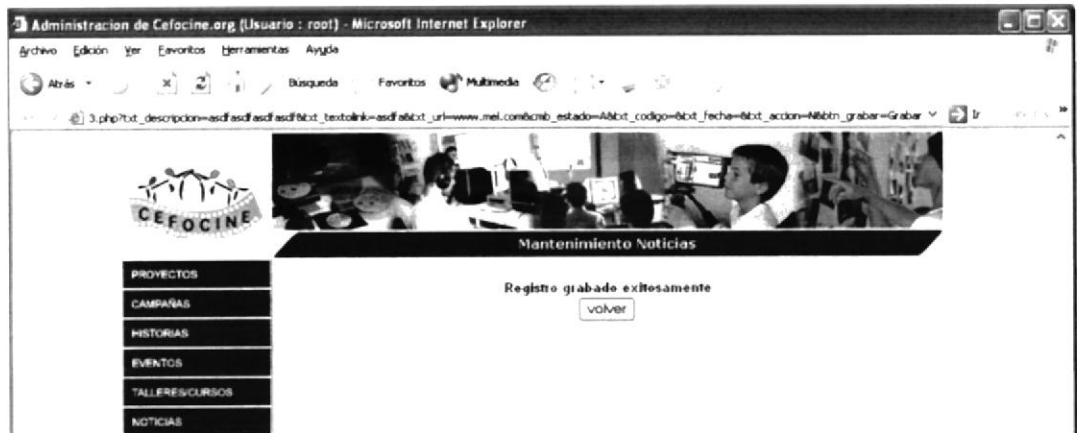 Administracion de Cefocine.org (Usuario : root) - Microsoft Internet Explorer
Archivo Edición Ver Favoritos Herramientas Ayuda
Atrás Búsqueda Favoritos Multimedia
3.php?txt_descripcion=asdfasdfasdfasdf&txt_textolink=asdfa&txt_url=www.mel.com&cmb_estado=A&txt_codigo=&txt_fecha=&txt_accion=N&btn_grabar=Grabar Ir
CEFOCINE
Mantenimiento Noticias
PROYECTOS
Registro grabado exitosamente
CAMPAÑAS
volver
HISTORIAS
EVENTOS
TALLERES/CURSOS
NOTICIAS